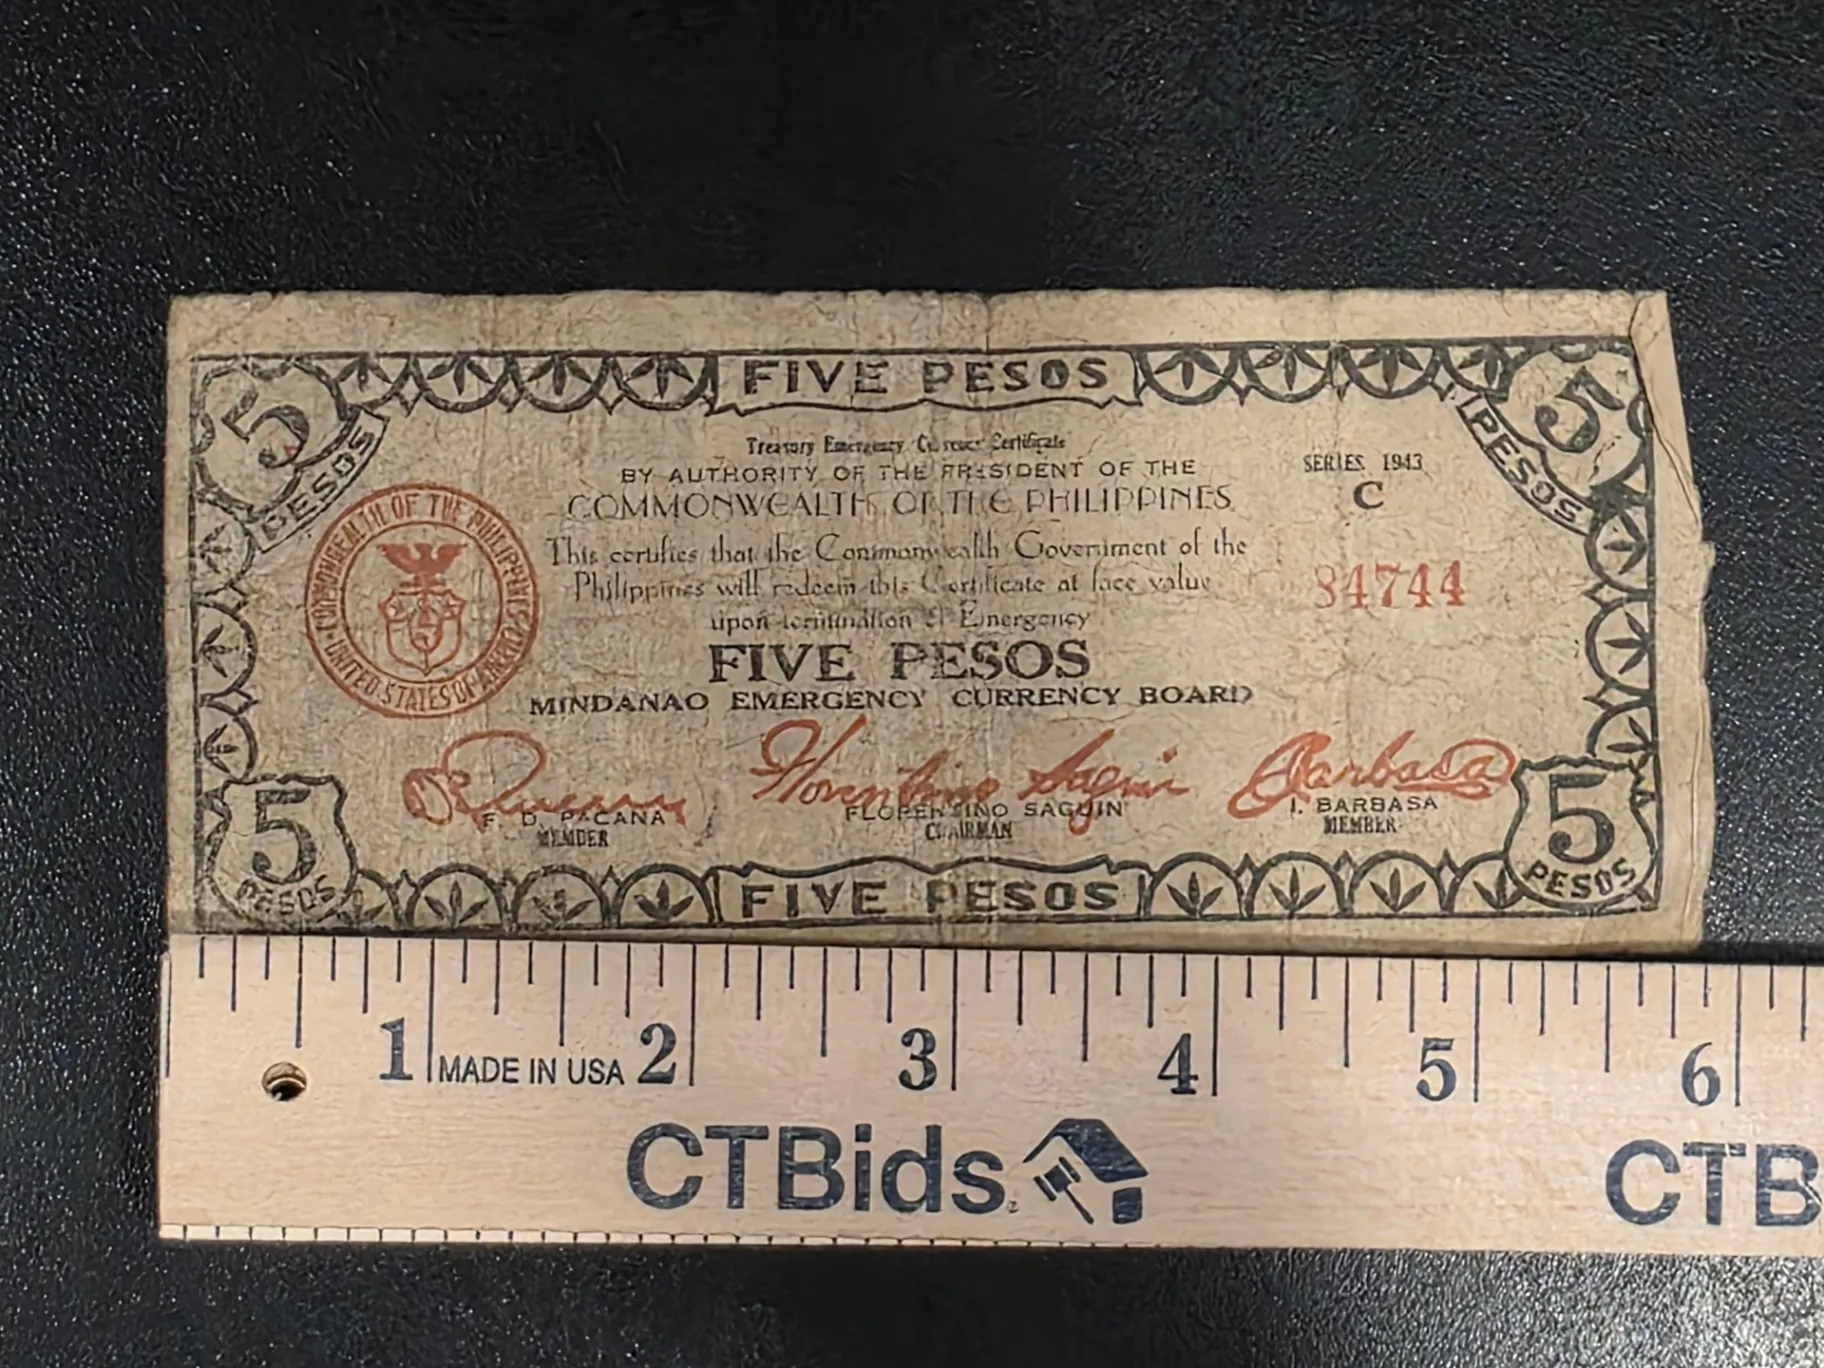 FIVE PESOS
5 PESOS
5 PESOS
Treasury Emergency Currency Certificate
BY AUTHORITY OF THE PRESIDENT OF THE
COMMONWEALTH OF THE PHILIPPINES
SERIES 1943
C
COMMONWEALTH OF THE PHILIPPINES
UNITED STATES OF AMERICA
This certifies that the Commonwealth Government of the
Philippines will redeem this Certificate at face value
upon termination of Emergency
84744
FIVE PESOS
MINDANAO EMERGENCY CURRENCY BOARD
Florentino Saguin
Barbasa
F. D. PACANA
MEMBER
FLORENTINO SAGUIN
CHAIRMAN
I. BARBASA
MEMBER
5 PESOS
FIVE PESOS
5 PESOS
1 2 3 4 5 6
MADE IN USA
CTBids
CTB